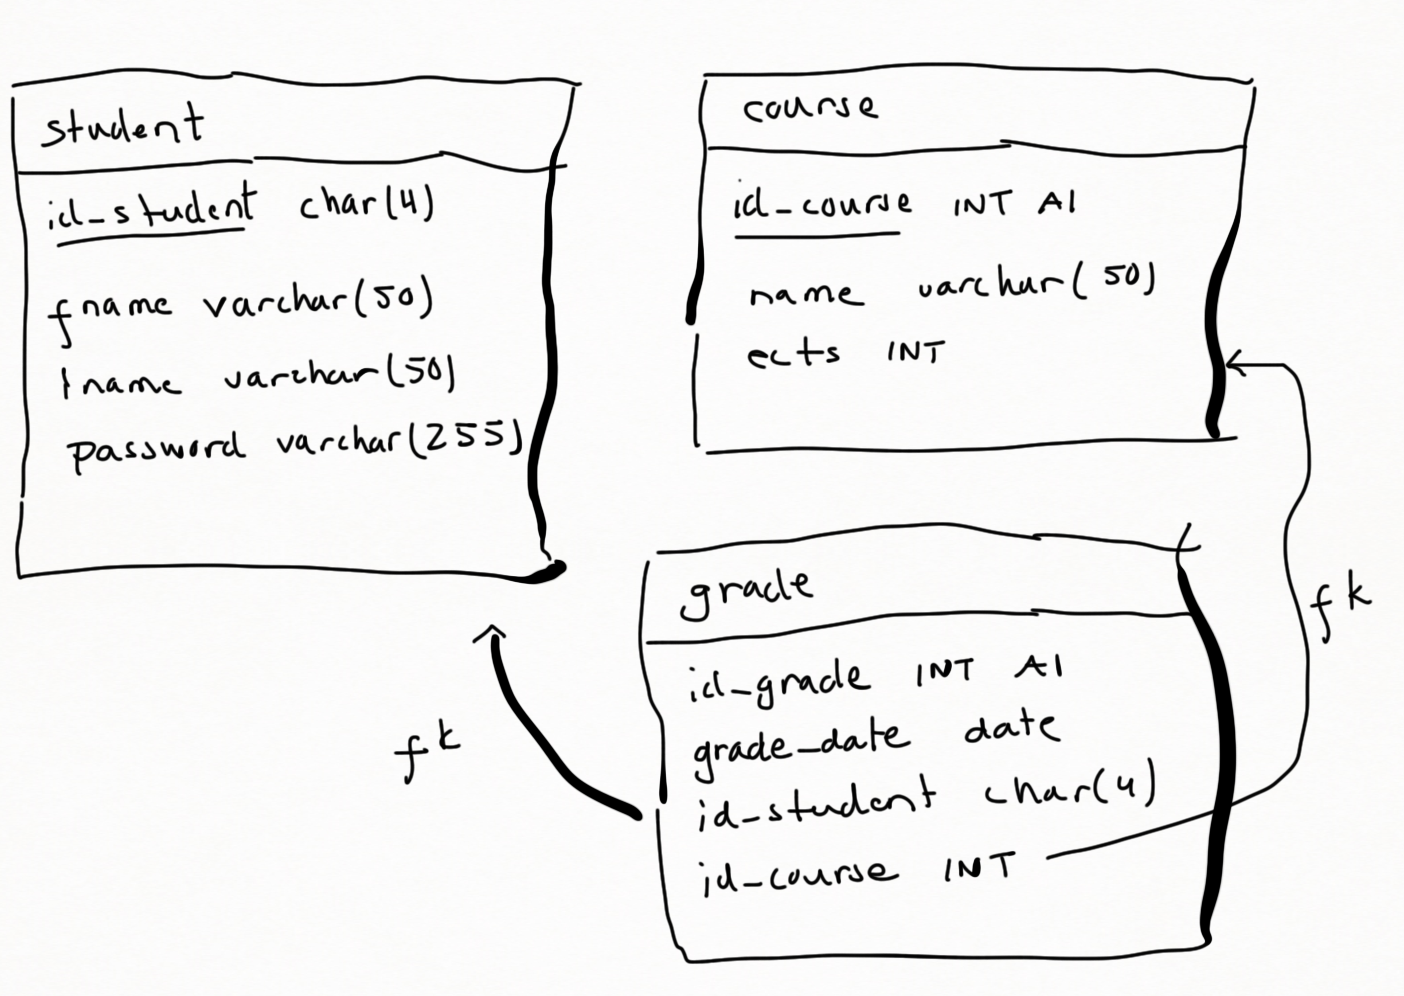 student
id_student char(4)
fname varchar(50)
lname varchar(50)
password varchar(255)
course
id_course INT AI
name varchar(50)
ects INT
grade
id_grade INT AI
grade_date date
id_student char(4)
id_course INT
fk
fk